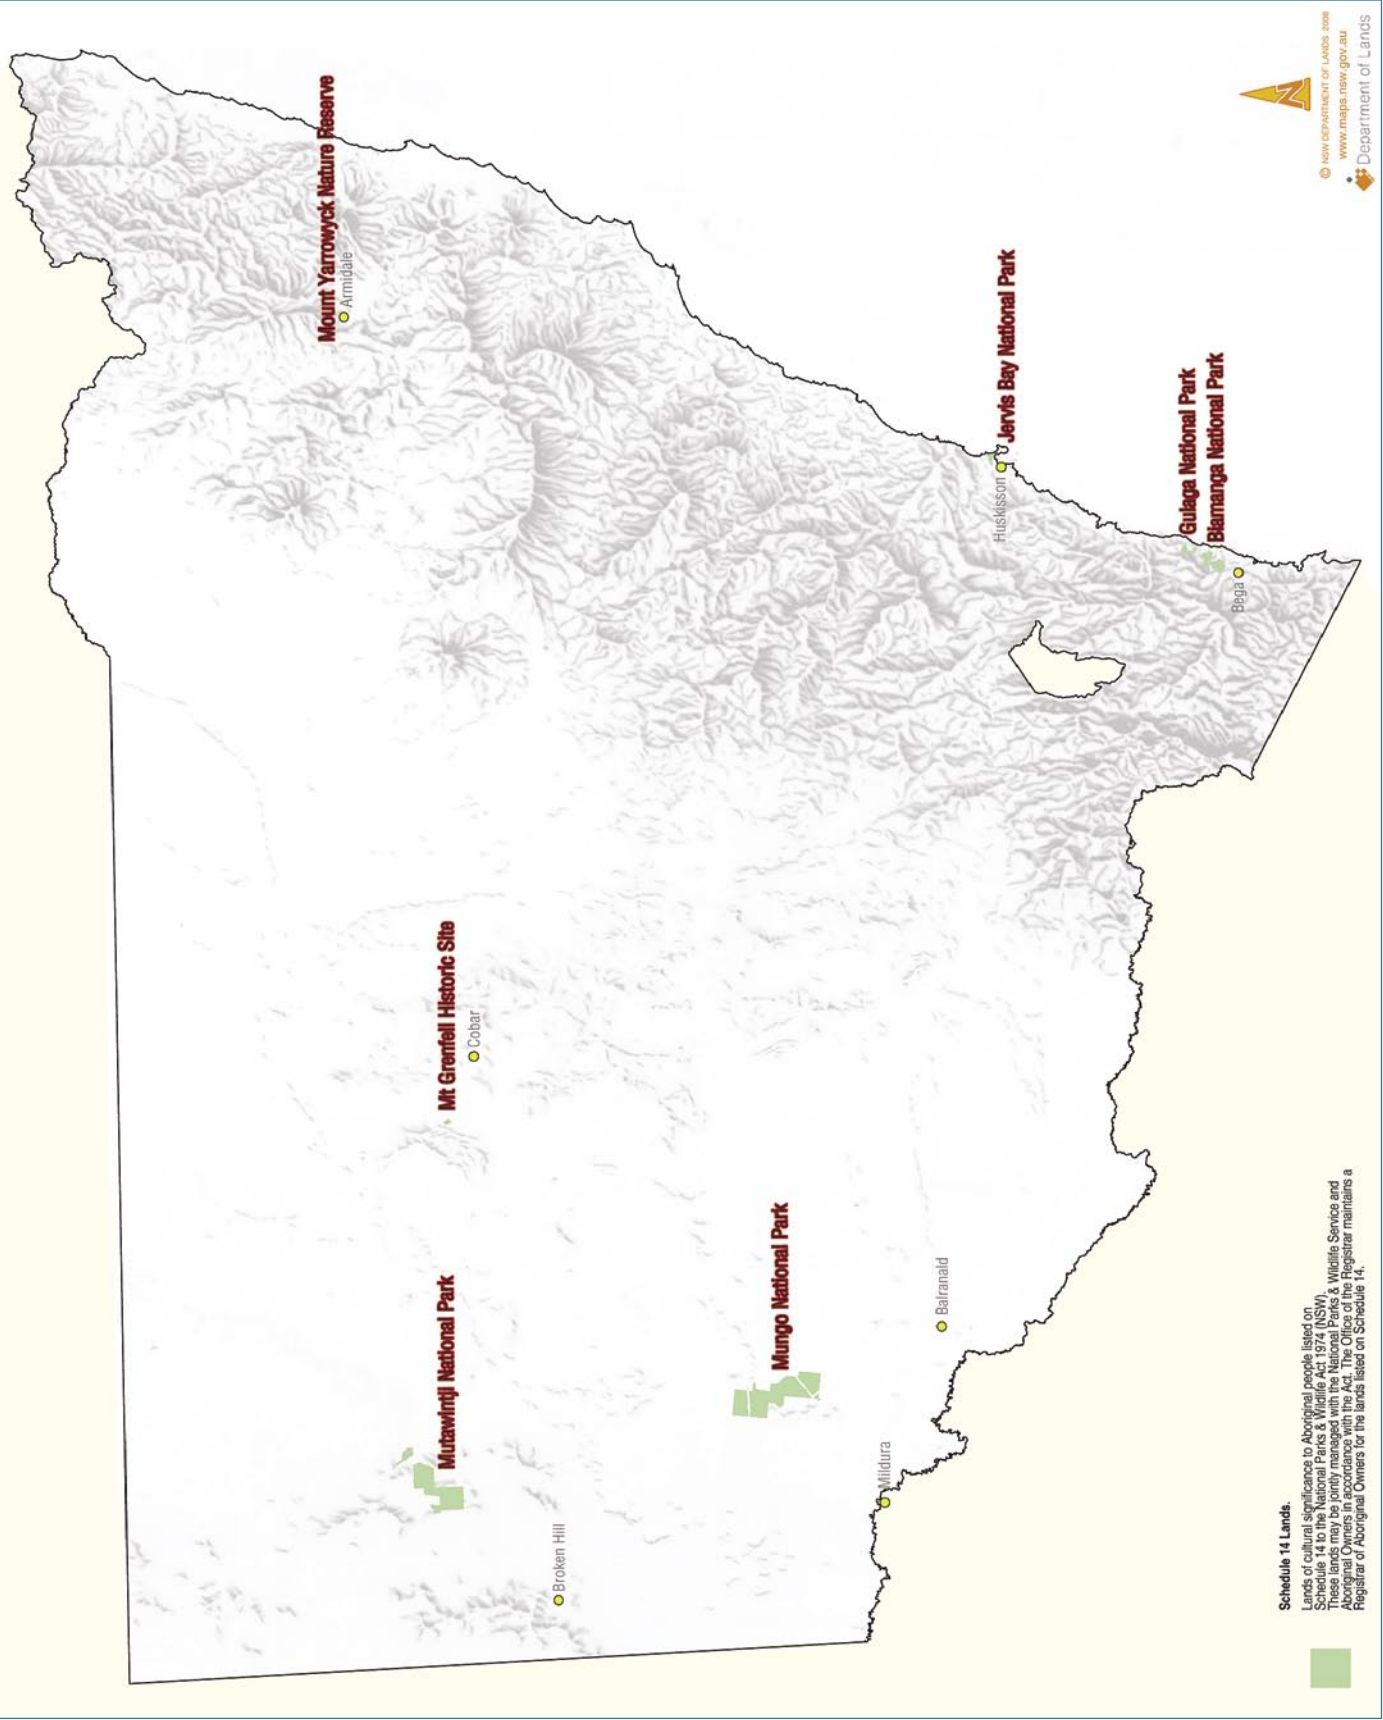 Mount Yarrowyck Nature Reserve
Armidale
Mt Grenfell Historic Site
Cobar
Mutawintji National Park
Broken Hill
Mungo National Park
Mildura
Balranald
Jervis Bay National Park
Huskisson
Gulaga National Park
Biamanga National Park
Bega
Schedule 14 Lands.
Lands of cultural significance to Aboriginal people listed on
Schedule 14 to the National Parks & Wildlife Act 1974 (NSW).
These lands may be jointly managed with the National Parks & Wildlife Service and
Aboriginal Owners in accordance with the Act. The Office of the Registrar maintains a
Registrar of Aboriginal Owners for the lands listed on Schedule 14.
N
© NSW DEPARTMENT OF LANDS 2008
www.maps.nsw.gov.au
Department of Lands